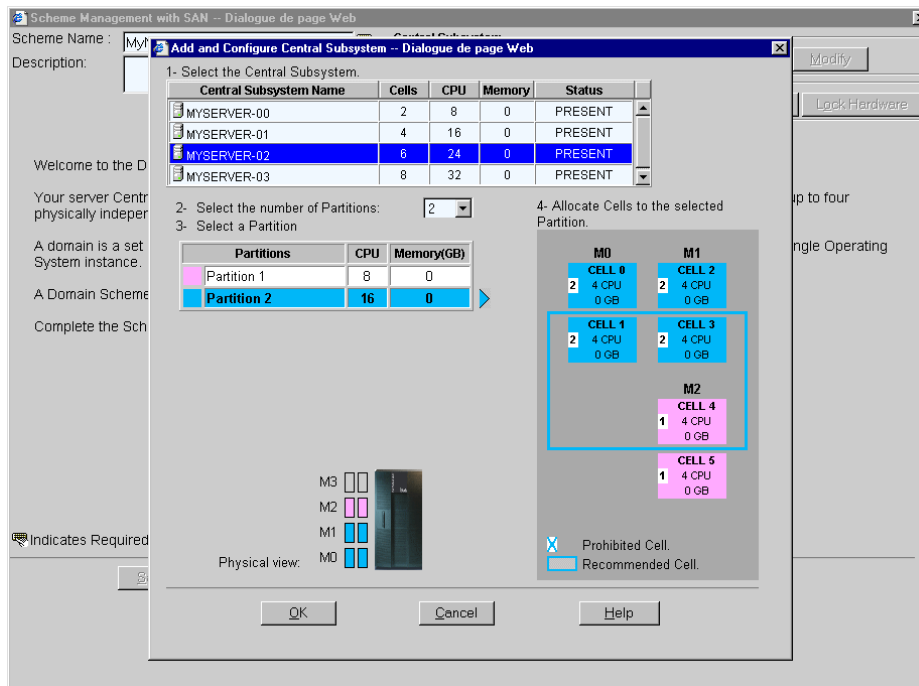 Scheme Management with SAN -- Dialogue de page Web
Scheme Name :
Description:
Modify
Lock Hardware
Welcome to the D
Your server Centr
up to four
physically indepen
A domain is a set
ngle Operating
System instance.
A Domain Scheme
Complete the Sch
Indicates Required
Add and Configure Central Subsystem -- Dialogue de page Web
1- Select the Central Subsystem.
Central Subsystem Name Cells CPU Memory Status
MYSERVER-00 2 8 0 PRESENT
MYSERVER-01 4 16 0 PRESENT
MYSERVER-02 6 24 0 PRESENT
MYSERVER-03 8 32 0 PRESENT
2- Select the number of Partitions: 2
3- Select a Partition
Partitions CPU Memory(GB)
Partition 1 8 0
Partition 2 16 0
4- Allocate Cells to the selected
Partition.
M0 M1
CELL 0 CELL 2
2 4 CPU 2 4 CPU
0 GB 0 GB
CELL 1 CELL 3
2 4 CPU 2 4 CPU
0 GB 0 GB
M2
CELL 4
1 4 CPU
0 GB
CELL 5
1 4 CPU
0 GB
X Prohibited Cell.
Recommended Cell.
M3
M2
M1
Physical view: M0
OK Cancel Help